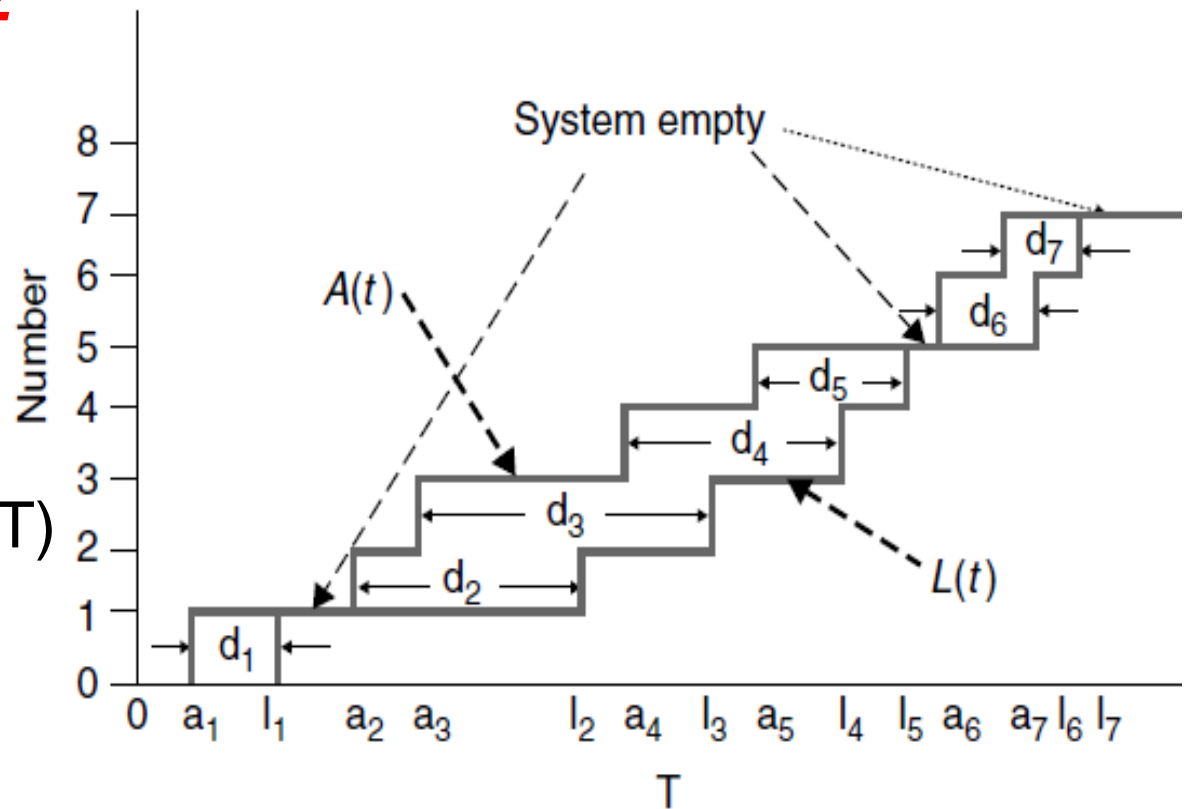 System empty
8
7
6
5
4
3
2
1
0
Number
T)
A(t)
L(t)
d₇
d₆
d₅
d₄
d₃
d₂
d₁
0 a₁ l₁ a₂ a₃ l₂ a₄ l₃ a₅ l₄ l₅ a₆ a₇ l₆ l₇
T